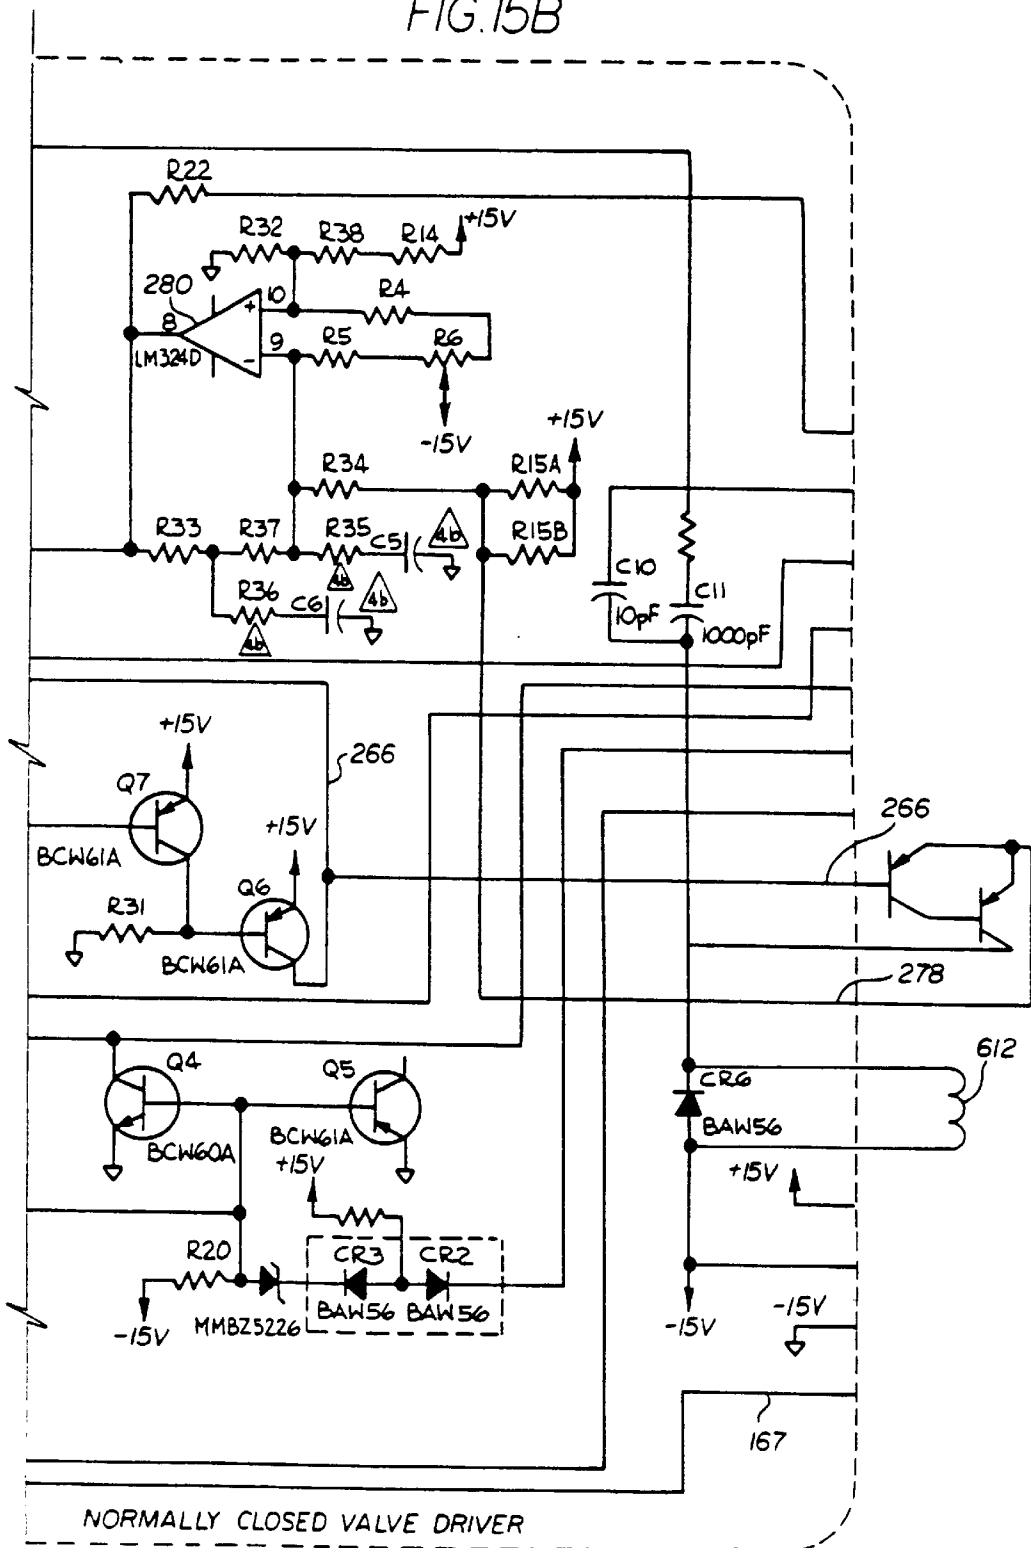 FIG.15B
R22
R32
R38
R14
+15V
280
10
R4
8
9
R5
R6
LM324D
-15V
+15V
R34
R15A
R33
R37
R35
C5
4b
R15B
4b
R36
C6
4b
4b
C10
10pF
C11
1000pF
+15V
266
Q7
+15V
266
BCW61A
Q6
R31
BCW61A
278
Q4
Q5
612
CR6
BCW60A
BCW61A
BAW56
+15V
+15V
R20
CR3
CR2
-15V
MMBZ5226
BAW56
BAW56
-15V
-15V
167
NORMALLY CLOSED VALVE DRIVER